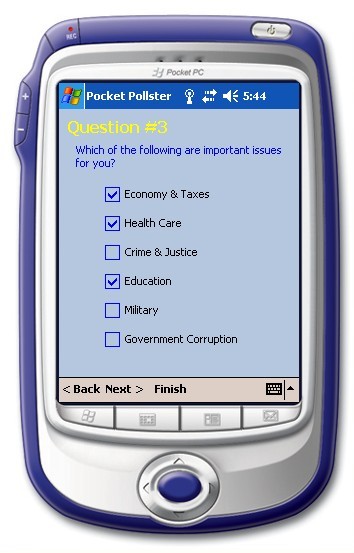 REC
Pocket PC
Pocket Pollster 5:44
Question #3
Which of the following are important issues
for you?
Economy & Taxes
Health Care
Crime & Justice
Education
Military
Government Corruption
< Back Next > Finish